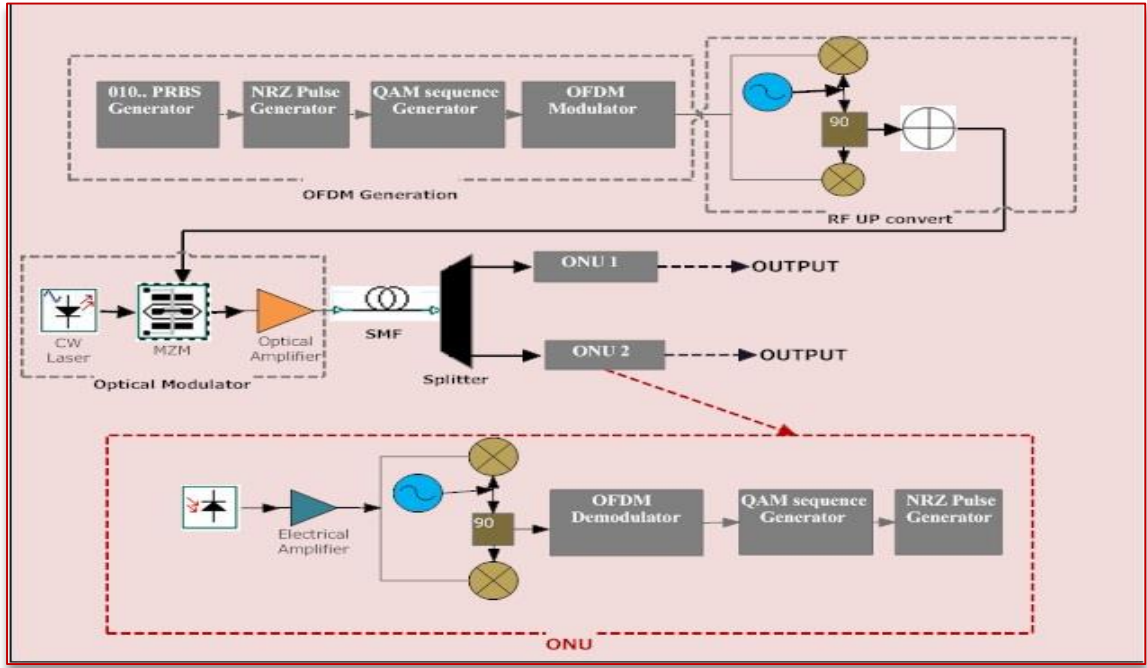 010.. PRBS
Generator
NRZ Pulse
Generator
QAM sequence
Generator
OFDM
Modulator
90
OFDM Generation
RF UP convert
CW
Laser
MZM
Optical
Amplifier
Optical Modulator
SMF
Splitter
ONU 1
OUTPUT
ONU 2
OUTPUT
Electrical
Amplifier
90
OFDM
Demodulator
QAM sequence
Generator
NRZ Pulse
Generator
ONU